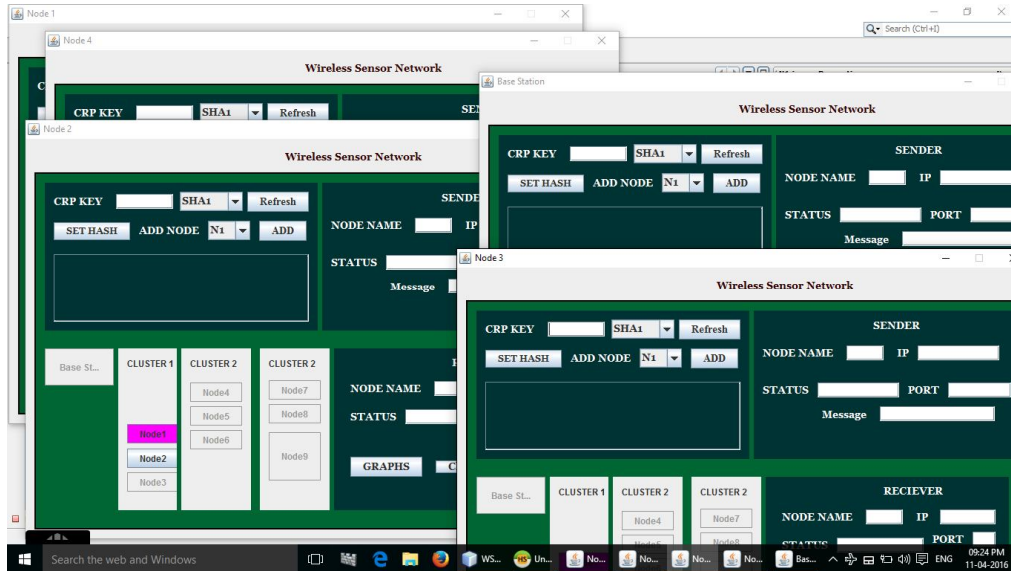 Node 1
Search (Ctrl+I)
Node 4
Wireless Sensor Network
CRP KEY SHA1 Refresh
Base Station
Wireless Sensor Network
CRP KEY SHA1 Refresh
SENDER
SET HASH ADD NODE N1 ADD
NODE NAME IP
STATUS PORT
Message
Node 2
Wireless Sensor Network
CRP KEY SHA1 Refresh
SET HASH ADD NODE N1 ADD
NODE NAME IP
STATUS
Message
Base St...
CLUSTER 1 CLUSTER 2 CLUSTER 2
Node4 Node7
Node5 Node8
Node1 Node6
Node2 Node9
Node3
NODE NAME
STATUS
GRAPHS
Node 3
Wireless Sensor Network
CRP KEY SHA1 Refresh
SENDER
SET HASH ADD NODE N1 ADD
NODE NAME IP
STATUS PORT
Message
Base St...
CLUSTER 1 CLUSTER 2 CLUSTER 2
Node4 Node7
Node8
RECIEVER
NODE NAME IP
STATUS PORT
Search the web and Windows
WS... Un... No... No... No... No... Bas... ENG
09:24 PM
11-04-2016